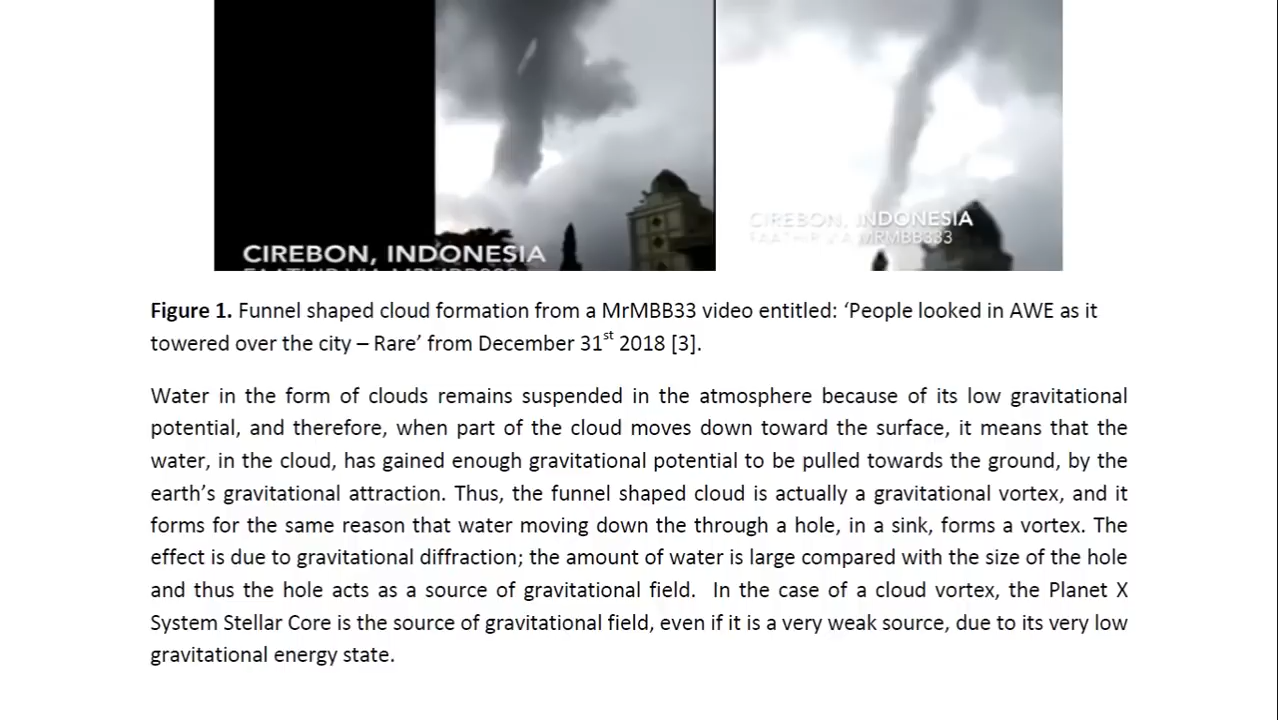 CIREBON, INDONESIA
CIREBON, INDONESIA
FAATHIR VIA MRMBB333
Figure 1. Funnel shaped cloud formation from a MrMBB33 video entitled: ‘People looked in AWE as it
towered over the city – Rare’ from December 31st 2018 [3].
Water in the form of clouds remains suspended in the atmosphere because of its low gravitational
potential, and therefore, when part of the cloud moves down toward the surface, it means that the
water, in the cloud, has gained enough gravitational potential to be pulled towards the ground, by the
earth’s gravitational attraction. Thus, the funnel shaped cloud is actually a gravitational vortex, and it
forms for the same reason that water moving down the through a hole, in a sink, forms a vortex. The
effect is due to gravitational diffraction; the amount of water is large compared with the size of the hole
and thus the hole acts as a source of gravitational field. In the case of a cloud vortex, the Planet X
System Stellar Core is the source of gravitational field, even if it is a very weak source, due to its very low
gravitational energy state.